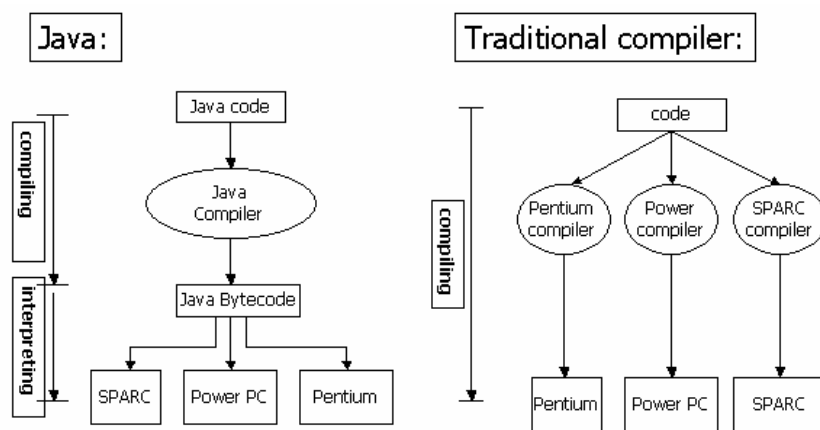 Java:
Java code
compiling
Java
Compiler
Java Bytecode
interpreting
SPARC
Power PC
Pentium
Traditional compiler:
code
compiling
Pentium
compiler
Power
compiler
SPARC
compiler
Pentium
Power PC
SPARC